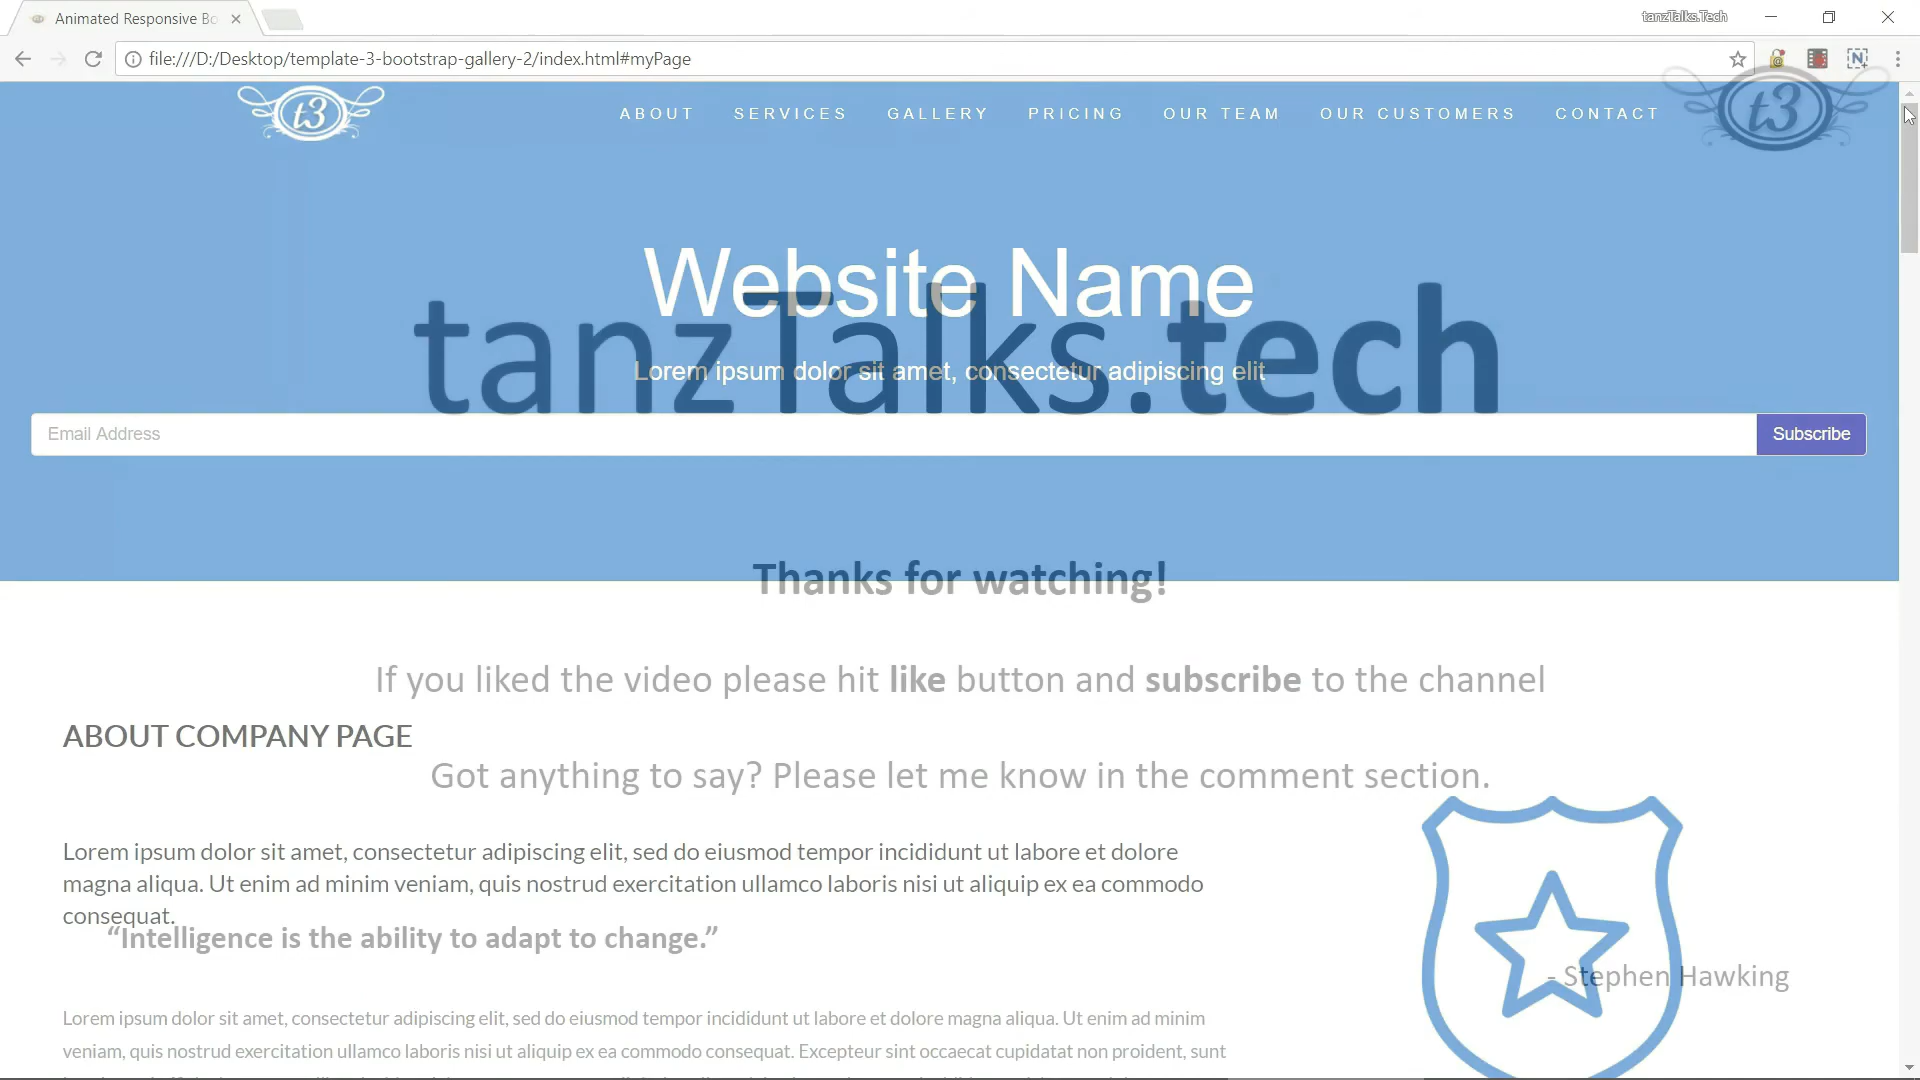 Animated Responsive Bo
tanzTalks.Tech
file:///D:/Desktop/template-3-bootstrap-gallery-2/index.html#myPage
t3
ABOUT SERVICES GALLERY PRICING OUR TEAM OUR CUSTOMERS CONTACT
t3
Website Name
tanzTalks.tech
Lorem ipsum dolor sit amet, consectetur adipiscing elit
Email Address
Subscribe
Thanks for watching!
If you liked the video please hit like button and subscribe to the channel
ABOUT COMPANY PAGE
Got anything to say? Please let me know in the comment section.
Lorem ipsum dolor sit amet, consectetur adipiscing elit, sed do eiusmod tempor incididunt ut labore et dolore
magna aliqua. Ut enim ad minim veniam, quis nostrud exercitation ullamco laboris nisi ut aliquip ex ea commodo
consequat.
“Intelligence is the ability to adapt to change.”
- Stephen Hawking
Lorem ipsum dolor sit amet, consectetur adipiscing elit, sed do eiusmod tempor incididunt ut labore et dolore magna aliqua. Ut enim ad minim
veniam, quis nostrud exercitation ullamco laboris nisi ut aliquip ex ea commodo consequat. Excepteur sint occaecat cupidatat non proident, sunt